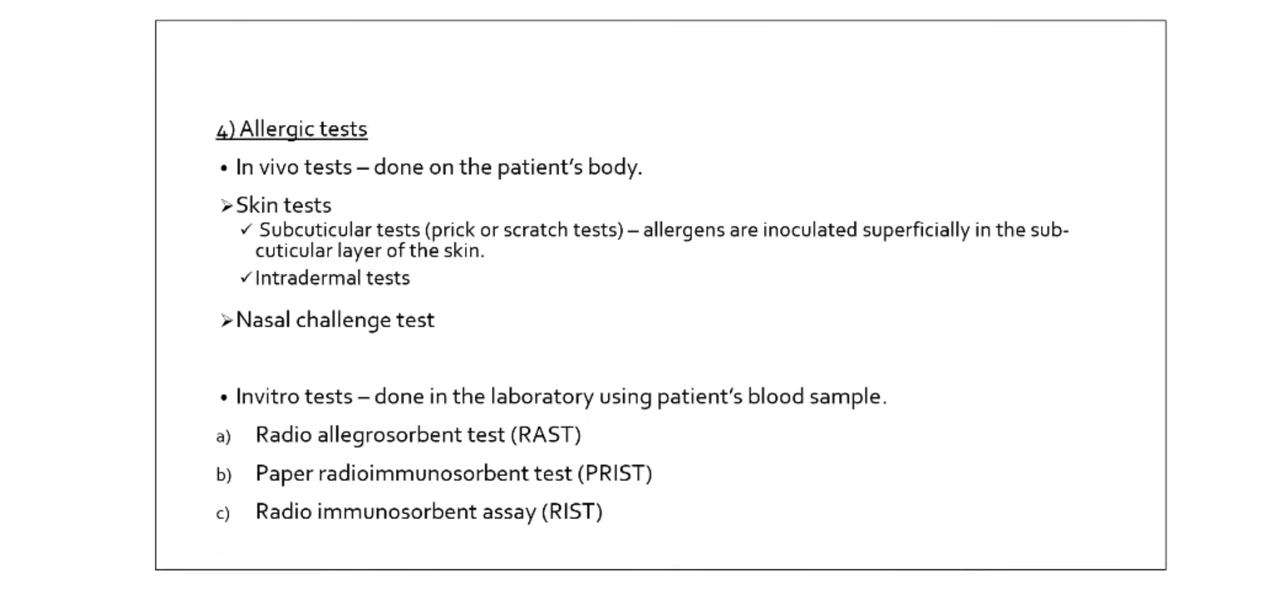 4) Allergic tests
• In vivo tests – done on the patient's body.
➢Skin tests
✓ Subcuticular tests (prick or scratch tests) – allergens are inoculated superficially in the sub-
cuticular layer of the skin.
✓Intradermal tests
➢Nasal challenge test
• Invitro tests – done in the laboratory using patient's blood sample.
a) Radio allegrosorbent test (RAST)
b) Paper radioimmunosorbent test (PRIST)
c) Radio immunosorbent assay (RIST)